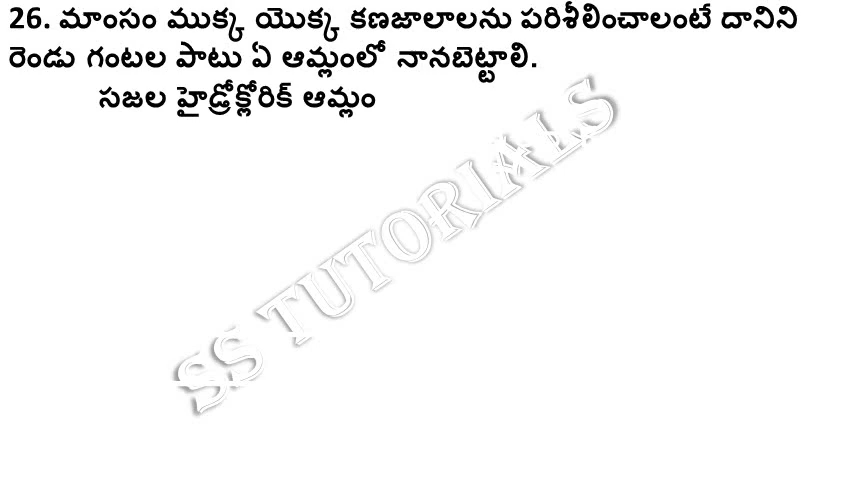 26. మాంసం ముక్క యొక్క కణజాలాలను పరిశీలించాలంటే దానిని
రెండు గంటల పాటు ఏ ఆమ్లంలో నానబెట్టాలి.
సజల హైడ్రోక్లోరిక్ ఆమ్లం
SS TUTORIALS